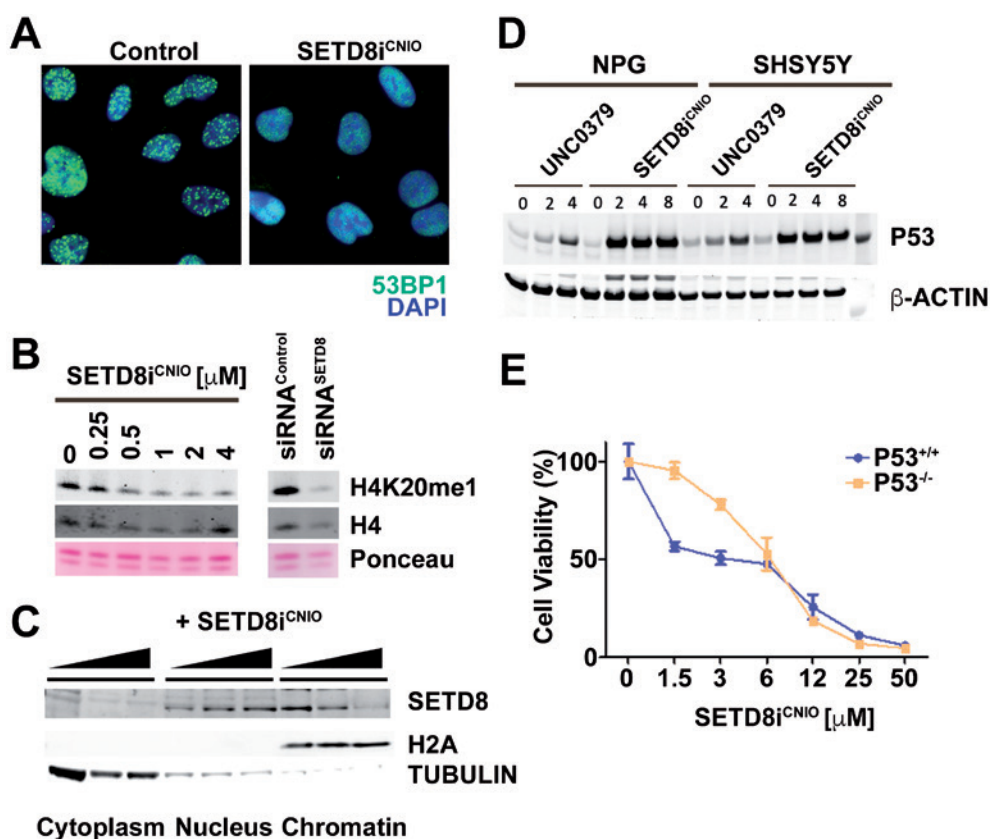 A
Control SETD8iCNIO
53BP1
DAPI
B
SETD8iCNIO [μM]
0 0.25 0.5 1 2 4
siRNAControl siRNASETD8
H4K20me1
H4
Ponceau
C
+ SETD8iCNIO
SETD8
H2A
TUBULIN
Cytoplasm Nucleus Chromatin
D
NPG SHSY5Y
UNC0379 SETD8iCNIO UNC0379 SETD8iCNIO
0 2 4 0 2 4 8 0 2 4 0 2 4 8
P53
β-ACTIN
E
P53+/+
P53-/-
Cell Viability (%)
100
50
0
0 1.5 3 6 12 25 50
SETD8iCNIO [μM]